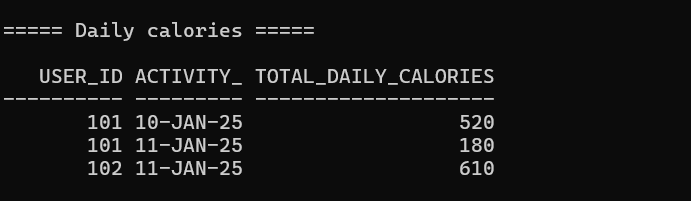 ===== Daily calories =====
   USER_ID ACTIVITY_ TOTAL_DAILY_CALORIES
---------- --------- --------------------
       101 10-JAN-25                  520
       101 11-JAN-25                  180
       102 11-JAN-25                  610